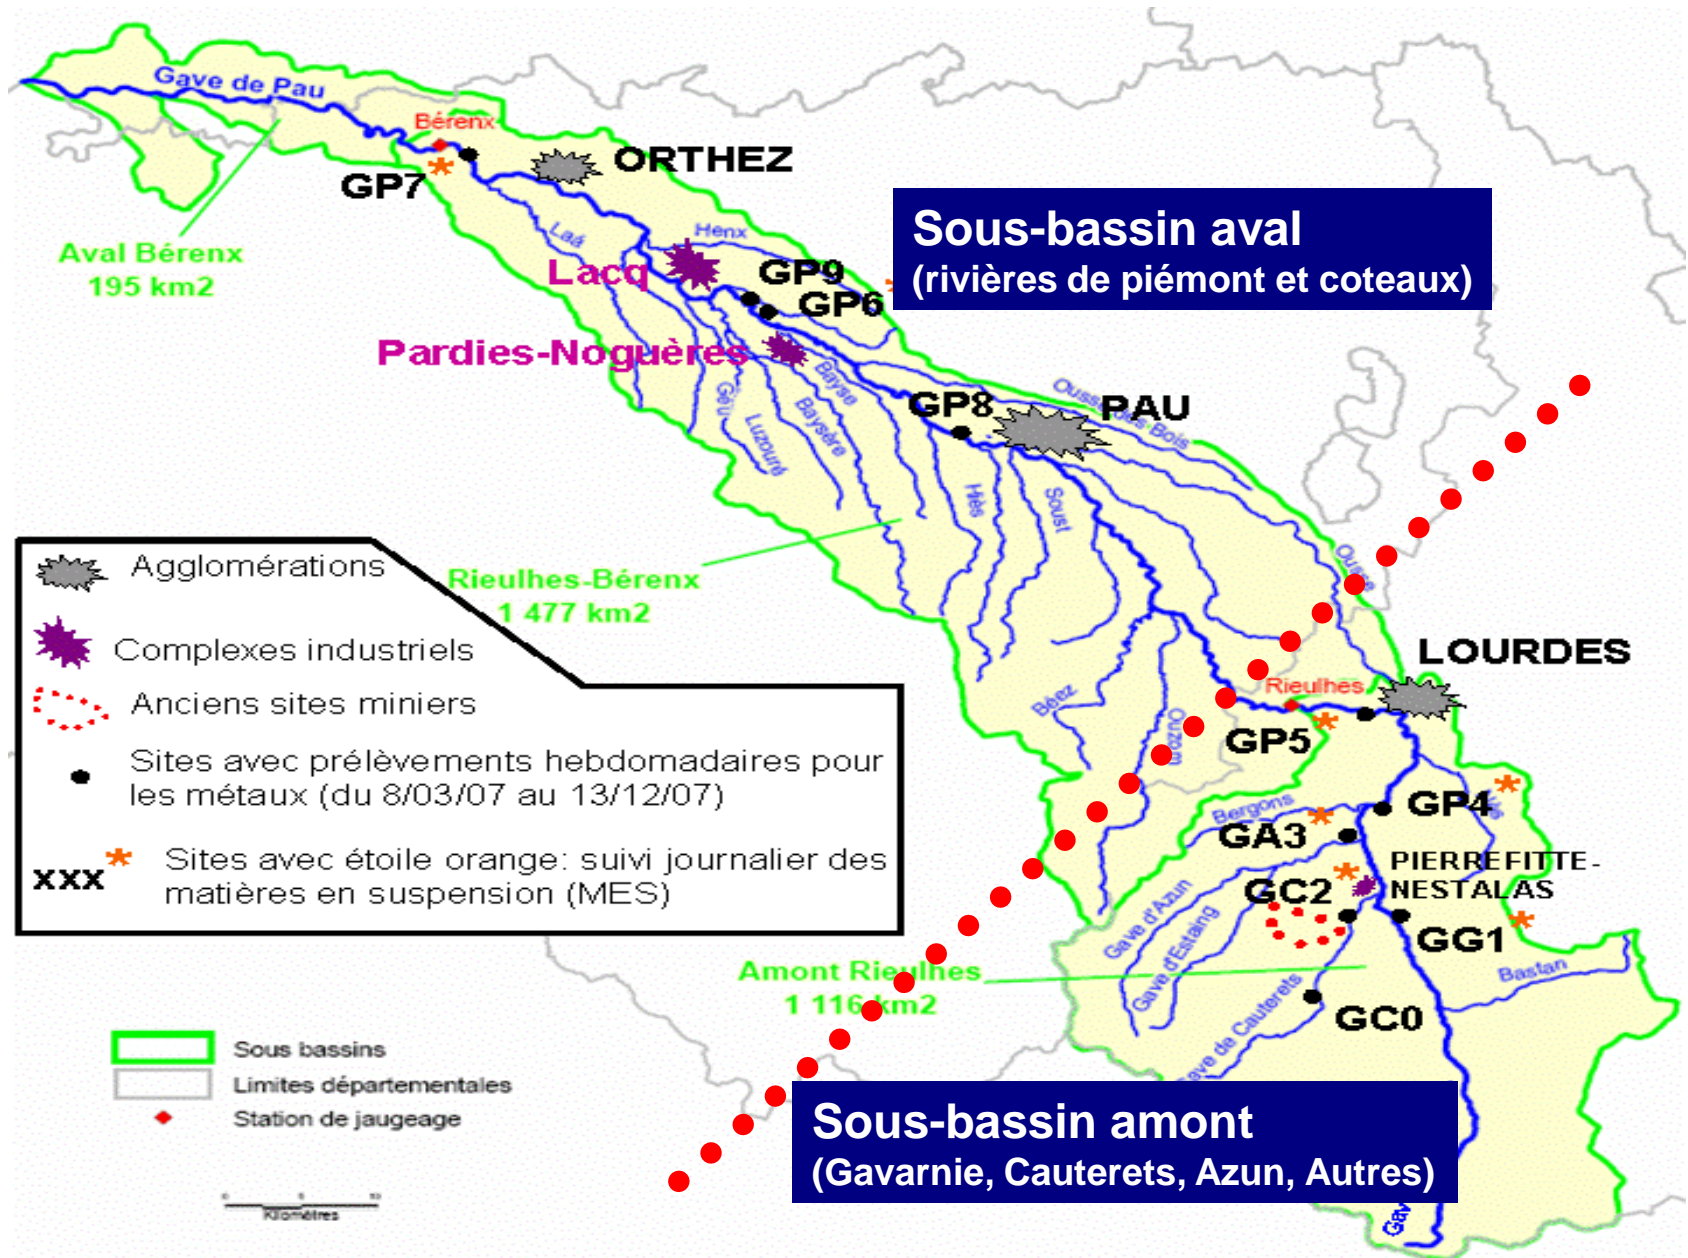 Gave de Pau
Bérenx
ORTHEZ
GP7
Aval Bérenx
195 km2
Laá
Henx
Sous-bassin aval
(rivières de piémont et coteaux)
Lacq
GP9
GP6
Pardies-Noguères
Bayse
Baysère
Luzouré
Géu
GP8
PAU
Ousse des Bois
Hiès
Soust
Ousse
Rieulhes-Bérenx
1 477 km2
LOURDES
Rieulhes
Béez
Ouzom
GP5
GP4
Bergons
GA3
PIERREFITTE-
NESTALAS
GC2
GG1
Gave d'Azun
Gave d'Estaing
Bastan
Amont Rieulhes
1 116 km2
GC0
Gave de Cauterets
Agglomérations
Complexes industriels
Anciens sites miniers
Sites avec prélèvements hebdomadaires pour
les métaux (du 8/03/07 au 13/12/07)
xxx
Sites avec étoile orange: suivi journalier des
matières en suspension (MES)
Sous bassins
Limites départementales
Station de jaugeage
Kilomètres
Sous-bassin amont
(Gavarnie, Cauterets, Azun, Autres)